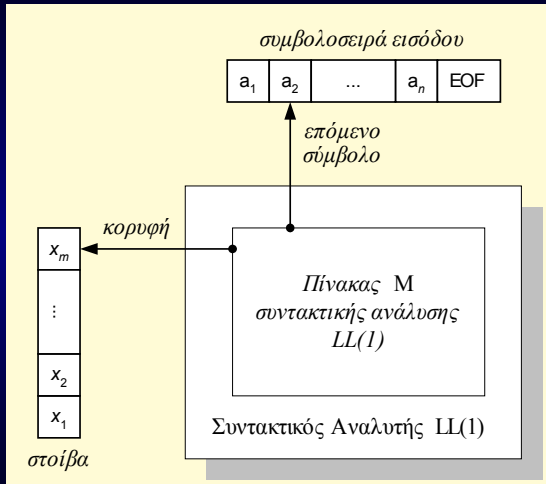 συμβολοσειρά εισόδου
a1 a2 ... an EOF
επόμενο
σύμβολο
κορυφή
xm
...
x2
x1
στοίβα
Πίνακας M
συντακτικής ανάλυσης
LL(1)
Συντακτικός Αναλυτής LL(1)